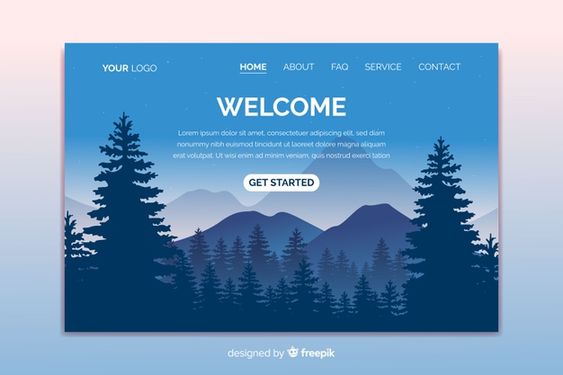 YOUR LOGO
HOME ABOUT FAQ SERVICE CONTACT
WELCOME
Lorem ipsum dolor sit amet, consectetuer adipiscing elit, sed
diam nonummy nibh euismod tincidunt ut laoreet dolore magna aliquam
erat volutpat. Ut wisi enim ad minim veniam, quis nostrud exerci tation
GET STARTED
designed by freepik